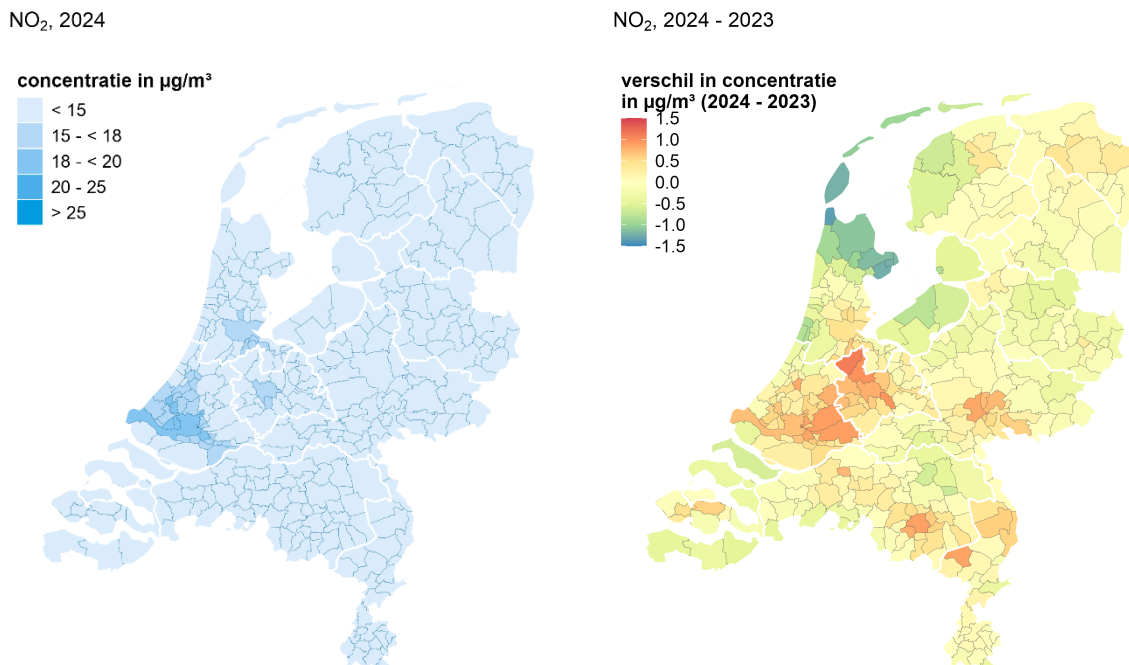 NO₂, 2024
concentratie in µg/m³
< 15
15 - < 18
18 - < 20
20 - 25
> 25
NO₂, 2024 - 2023
verschil in concentratie
in µg/m³ (2024 - 2023)
1.5
1.0
0.5
0.0
-0.5
-1.0
-1.5